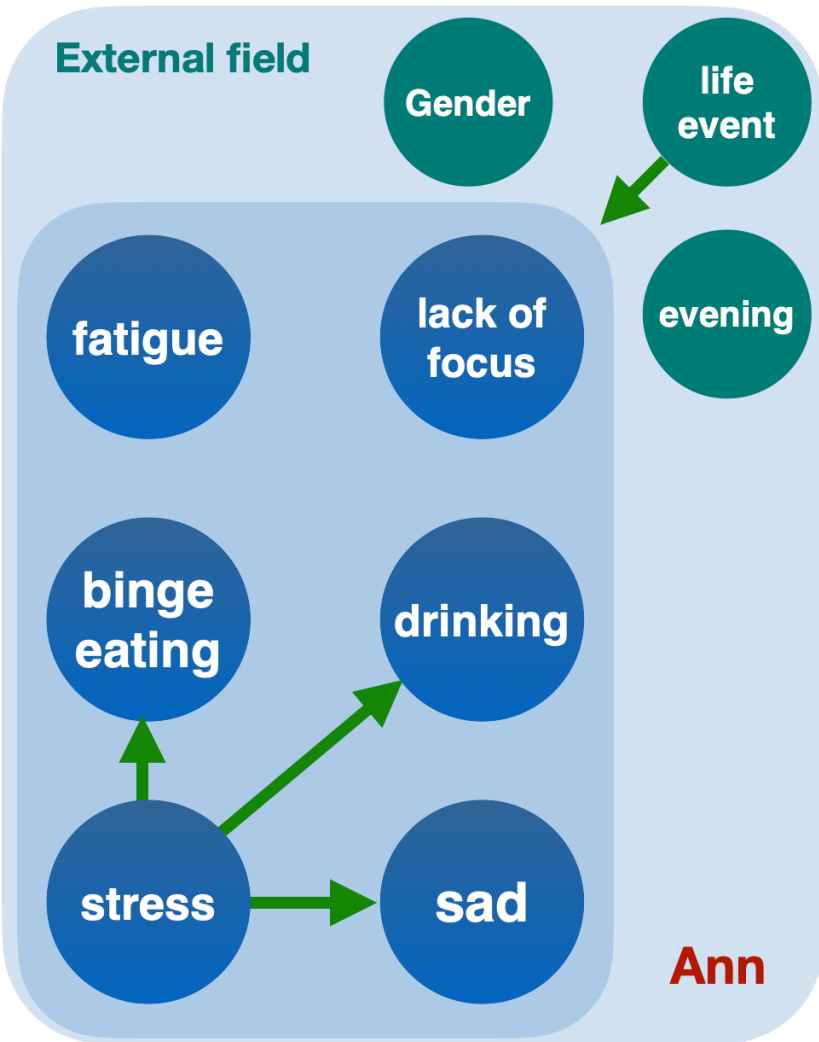 External field
Gender
life
event
fatigue
lack of
focus
evening
binge
eating
drinking
stress
sad
Ann